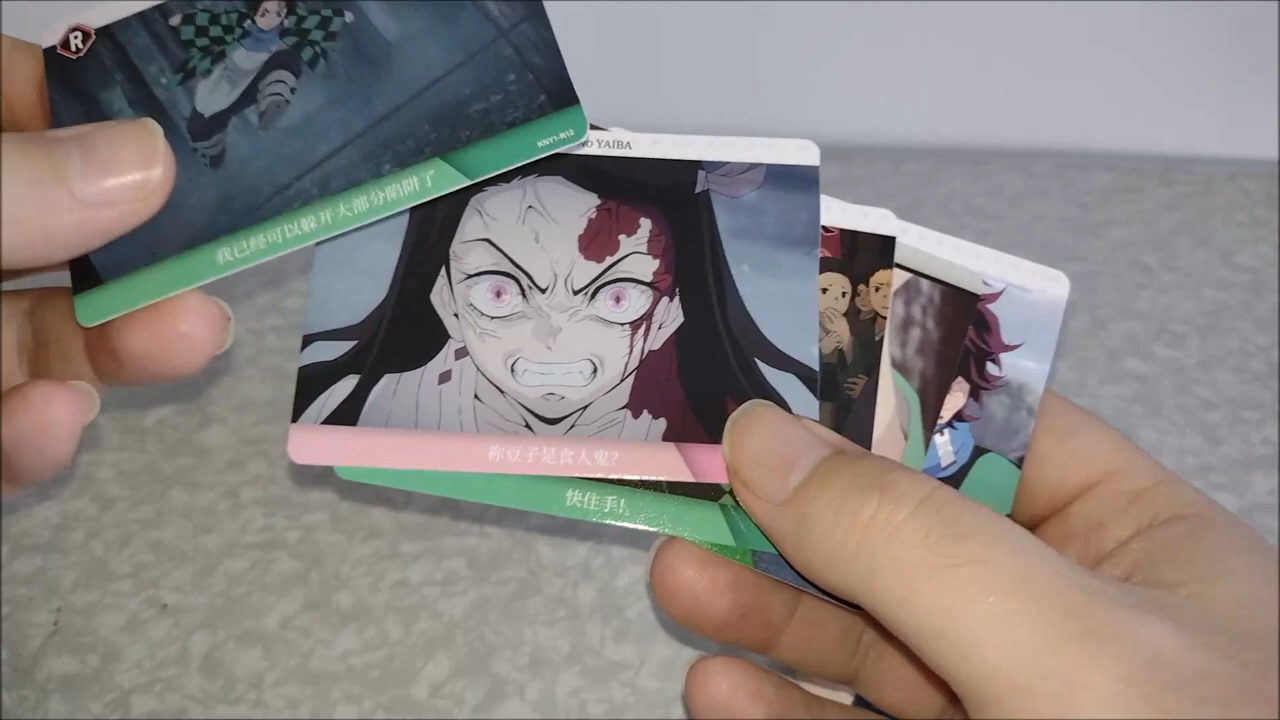 R
KNY1-R12
我已经可以躲开大部分陷阱了
NO YAIBA
祢豆子是食人鬼?
快住手!